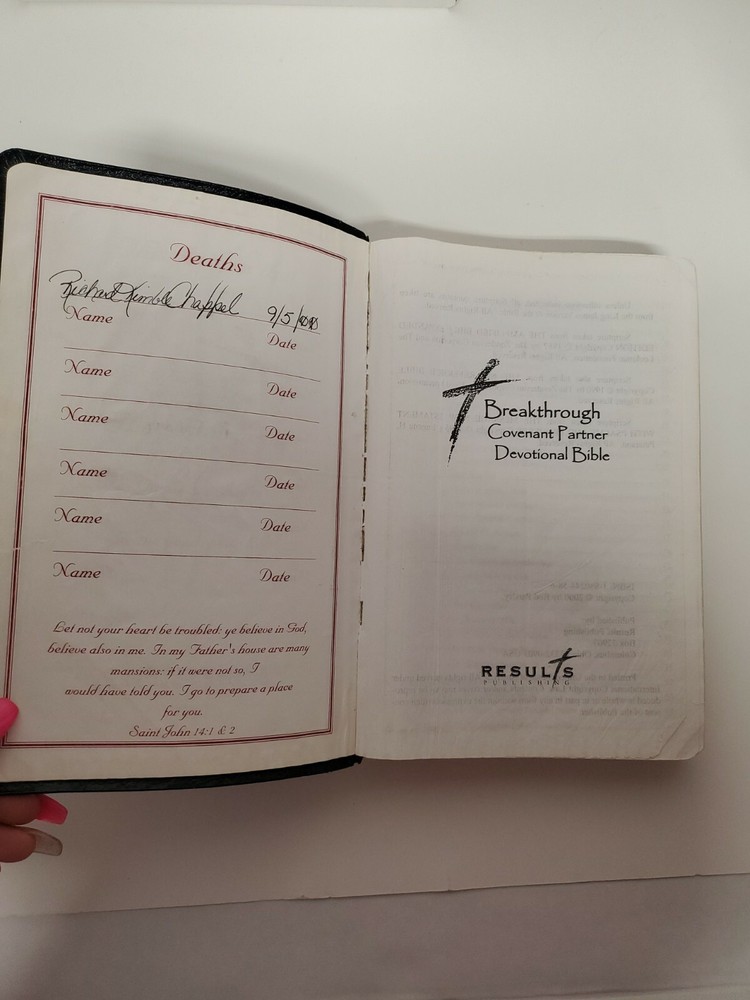 Deaths
Richard Kimble Chappel 9/5/
Name
Date
Name
Date
Name
Date
Name
Date
Name
Date
Name
Date
Let not your heart be troubled: ye believe in God,
believe also in me. In my Father's house are many
mansions: if it were not so, I
would have told you. I go to prepare a place
for you.
Saint John 14:1 & 2
Breakthrough
Covenant Partner
Devotional Bible
RESULTS
PUBLISHING